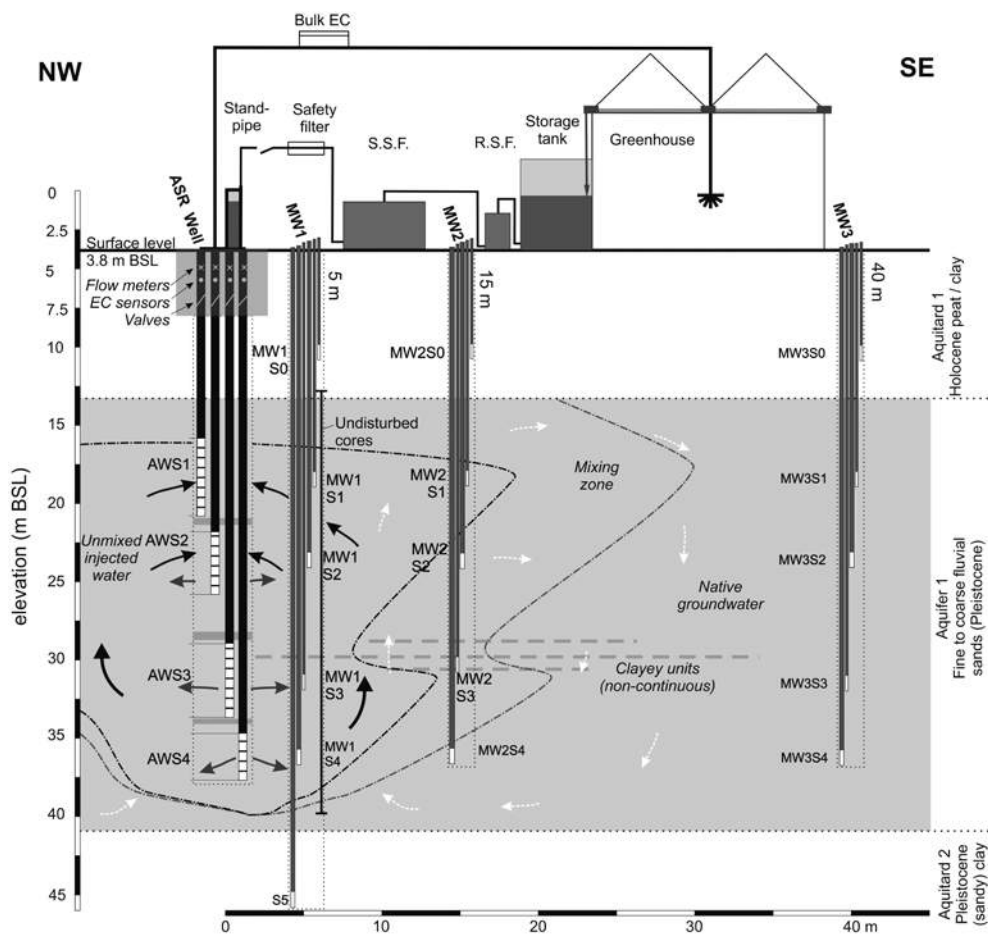 Bulk EC
NW
SE
Stand-
pipe
Safety
filter
S.S.F.
R.S.F.
Storage
tank
Greenhouse
elevation (m BSL)
0
2.5
5
7.5
10
15
20
25
30
35
40
45
ASR Well
MW1
MW2
MW3
Surface level
3.8 m BSL
Flow meters
EC sensors
Valves
5 m
15 m
40 m
MW1
S0
MW2S0
MW3S0
Undisturbed
cores
AWS1
MW1
S1
MW2
S1
Mixing
zone
MW3S1
Unmixed
injected
water
AWS2
MW1
S2
MW2
S2
MW3S2
Native
groundwater
AWS3
MW1
S3
MW2
S3
Clayey units
(non-continuous)
MW3S3
AWS4
MW1
S4
MW2S4
MW3S4
S5
0
10
20
30
40 m
Aquitard 1
Holocene peat / clay
Aquifer 1
Fine to coarse fluvial
sands (Pleistocene)
Aquitard 2
Pleistocene
(sandy) clay